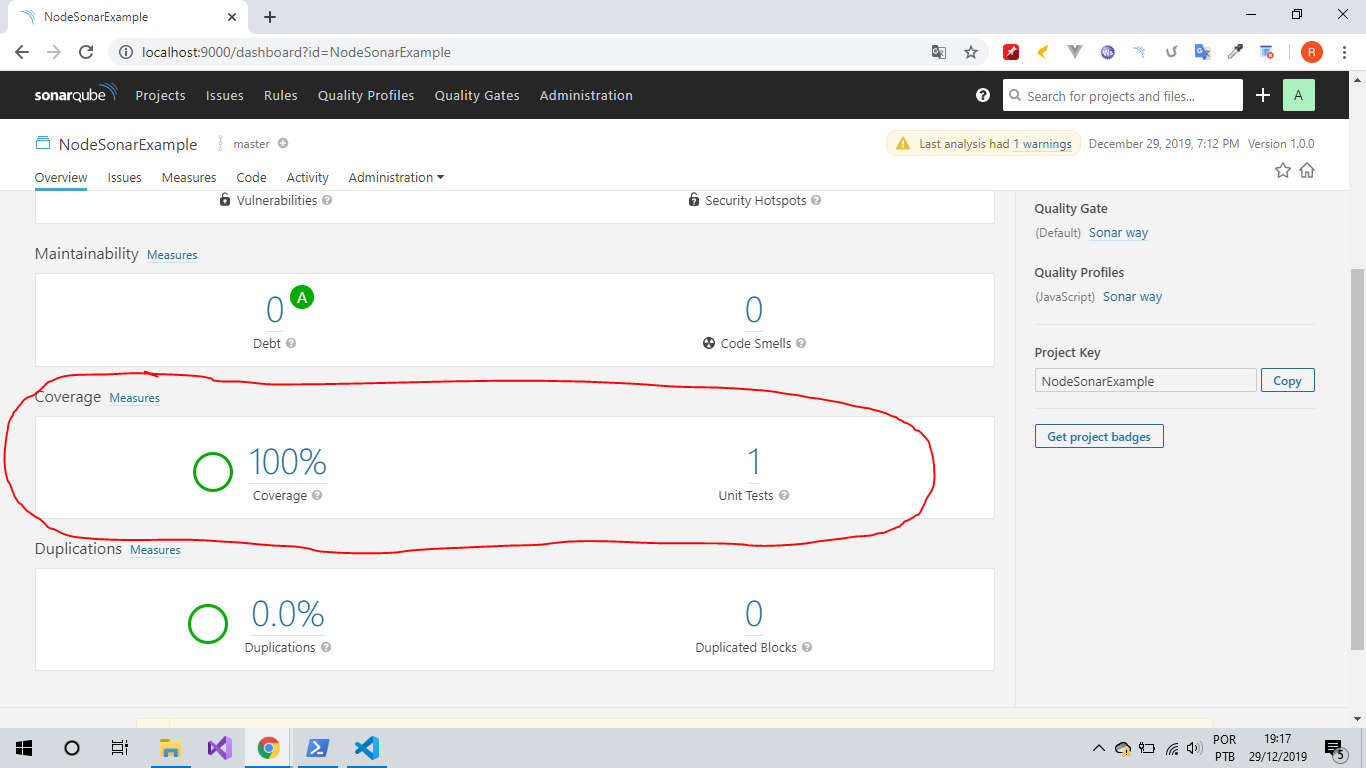 NodeSonarExample
localhost:9000/dashboard?id=NodeSonarExample
R
sonarqube Projects Issues Rules Quality Profiles Quality Gates Administration
Search for projects and files...
A
NodeSonarExample master
Last analysis had 1 warnings December 29, 2019, 7:12 PM Version 1.0.0
Overview Issues Measures Code Activity Administration
Vulnerabilities
Security Hotspots
Maintainability Measures
0 A
Debt
0
Code Smells
Coverage Measures
100%
Coverage
1
Unit Tests
Duplications Measures
0.0%
Duplications
0
Duplicated Blocks
Quality Gate
(Default) Sonar way
Quality Profiles
(JavaScript) Sonar way
Project Key
NodeSonarExample Copy
Get project badges
POR
PTB
19:17
29/12/2019
5